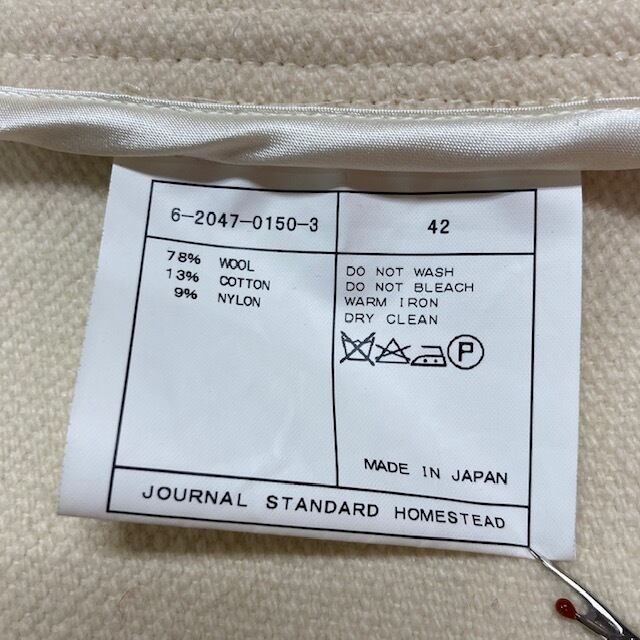 6-2047-0150-3
42
78% WOOL
13% COTTON
9% NYLON
DO NOT WASH
DO NOT BLEACH
WARM IRON
DRY CLEAN
P
MADE IN JAPAN
JOURNAL STANDARD HOMESTEAD